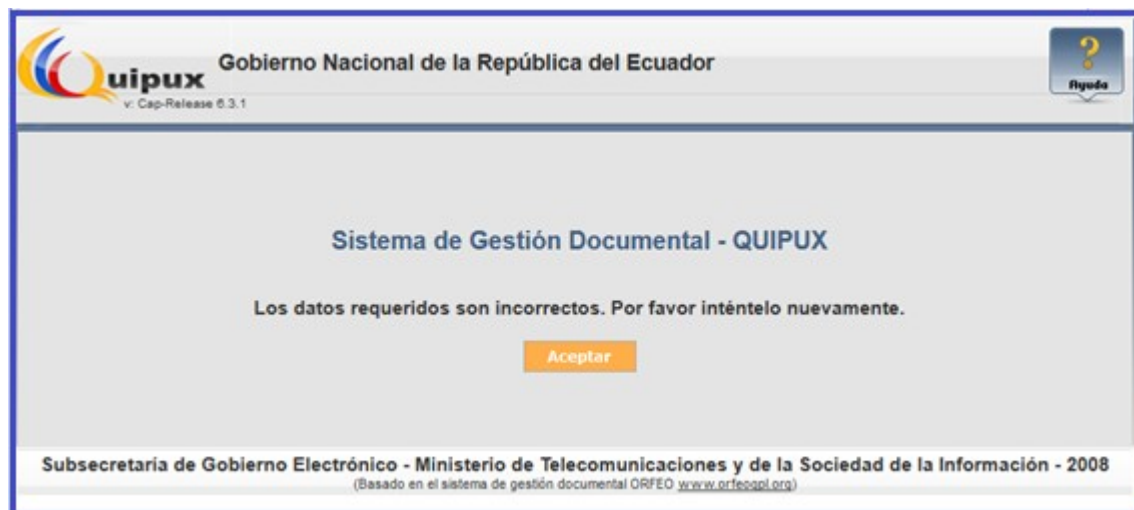 Quipux
Gobierno Nacional de la República del Ecuador
v: Cap-Release 6.3.1
?
Ayuda
Sistema de Gestión Documental - QUIPUX
Los datos requeridos son incorrectos. Por favor inténtelo nuevamente.
Aceptar
Subsecretaría de Gobierno Electrónico - Ministerio de Telecomunicaciones y de la Sociedad de la Información - 2008
(Basado en el sistema de gestión documental ORFEO www.orfeogpl.org)